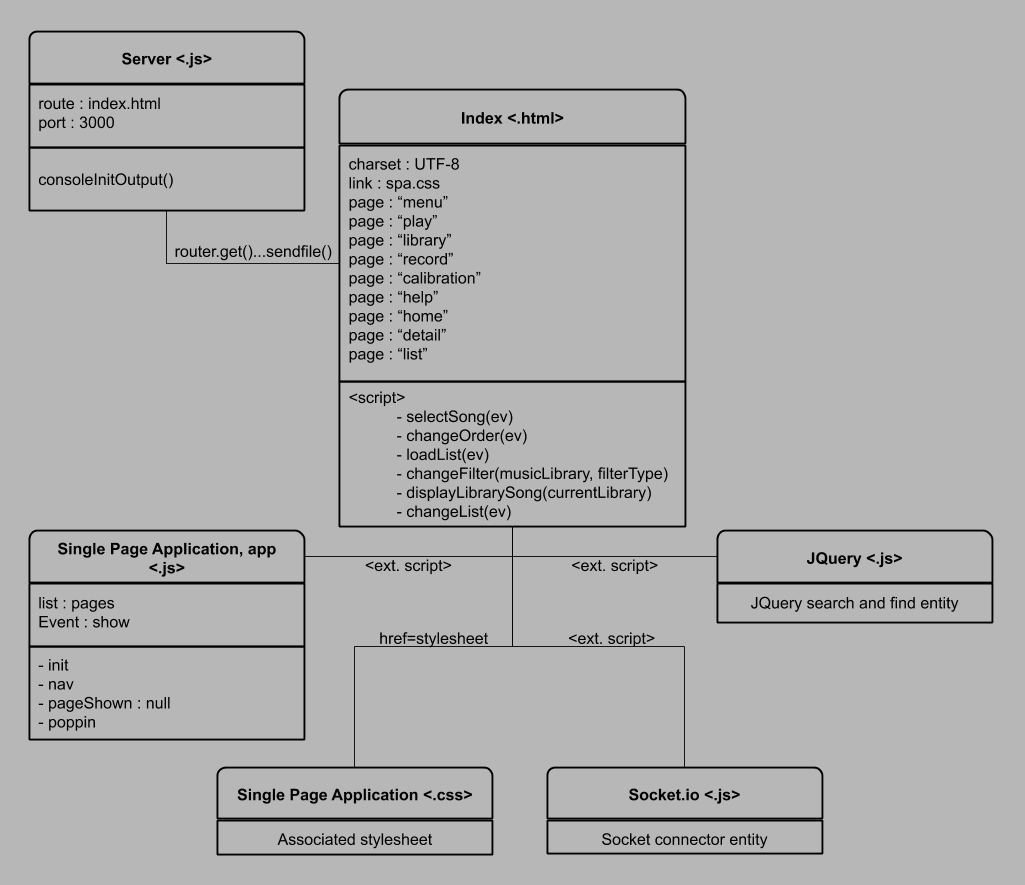 Server <.js>
route : index.html
port : 3000
consoleInitOutput()
router.get()...sendfile()
Index <.html>
charset : UTF-8
link : spa.css
page : “menu”
page : “play”
page : “library”
page : “record”
page : “calibration”
page : “help”
page : “home”
page : “detail”
page : “list”
<script>
- selectSong(ev)
- changeOrder(ev)
- loadList(ev)
- changeFilter(musicLibrary, filterType)
- displayLibrarySong(currentLibrary)
- changeList(ev)
Single Page Application, app
<.js>
list : pages
Event : show
- init
- nav
- pageShown : null
- poppin
<ext. script>
<ext. script>
JQuery <.js>
JQuery search and find entity
href=stylesheet
<ext. script>
Single Page Application <.css>
Associated stylesheet
Socket.io <.js>
Socket connector entity